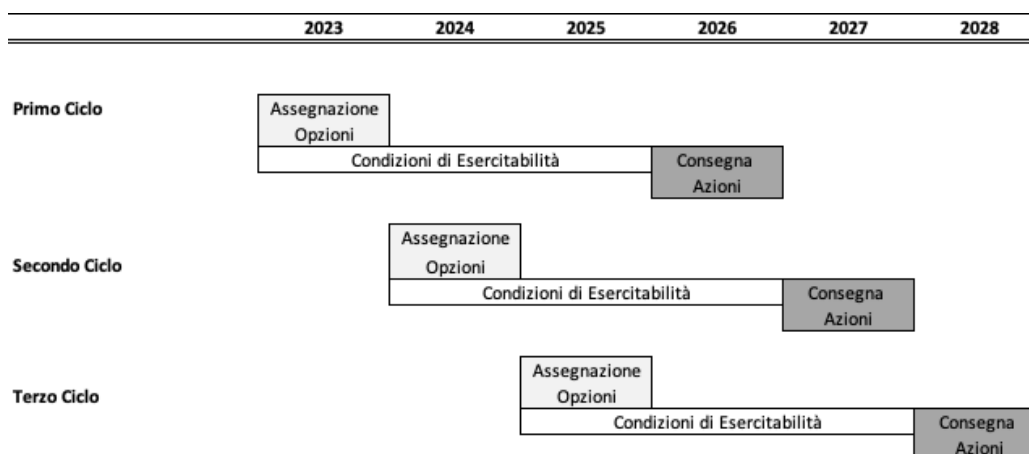 2023 2024 2025 2026 2027 2028
Primo Ciclo
Assegnazione
Opzioni
Condizioni di Esercitabilità
Consegna
Azioni
Secondo Ciclo
Assegnazione
Opzioni
Condizioni di Esercitabilità
Consegna
Azioni
Terzo Ciclo
Assegnazione
Opzioni
Condizioni di Esercitabilità
Consegna
Azioni